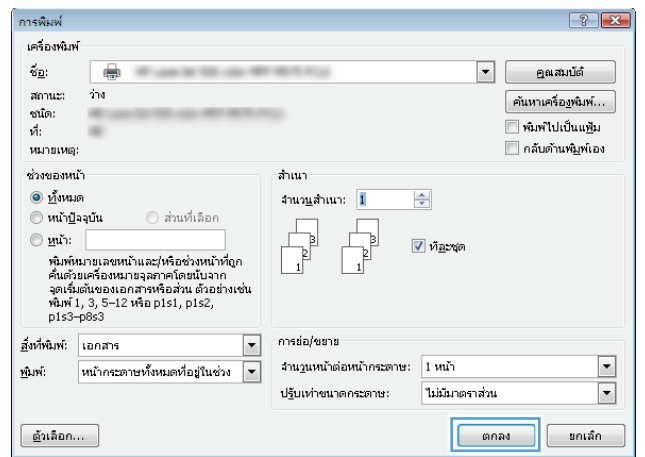 การพิมพ์
เครื่องพิมพ์
ชื่อ:
คุณสมบัติ
สถานะ: ว่าง
ชนิด:
ค้นหาเครื่องพิมพ์...
ที่:
พิมพ์ไปเป็นแฟ้ม
หมายเหตุ:
กลับด้านพิมพ์เอง
ช่วงของหน้า
ทั้งหมด
หน้าปัจจุบัน ส่วนที่เลือก
หน้า:
พิมพ์หมายเลขหน้าและ/หรือช่วงหน้าที่ถูก
คั่นด้วยเครื่องหมายจุลภาคโดยนับจาก
จุดเริ่มต้นของเอกสารหรือส่วน ตัวอย่างเช่น
พิมพ์ 1, 3, 5–12 หรือ p1s1, p1s2,
p1s3–p8s3
สำเนา
จำนวนสำเนา: 1
3 3
2 2
1 1
ทีละชุด
สิ่งที่พิมพ์: เอกสาร
พิมพ์: หน้ากระดาษทั้งหมดที่อยู่ในช่วง
การย่อ/ขยาย
จำนวนหน้าต่อหน้ากระดาษ: 1 หน้า
ปรับเท่าขนาดกระดาษ: ไม่มีมาตราส่วน
ตัวเลือก...
ตกลง
ยกเลิก